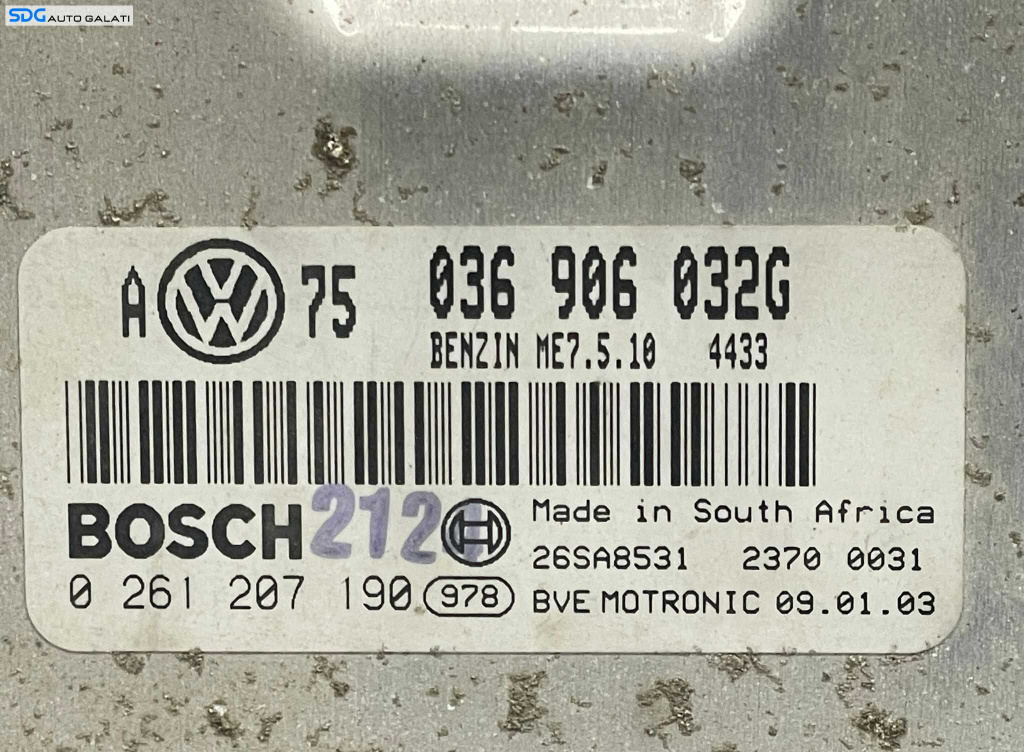 SDG AUTO GALATI
A 75 036 906 032G
BENZIN ME7.5.10 4433
BOSCH 212 Made in South Africa
26SA8531 2370 0031
0 261 207 190 978 BVE MOTRONIC 09.01.03